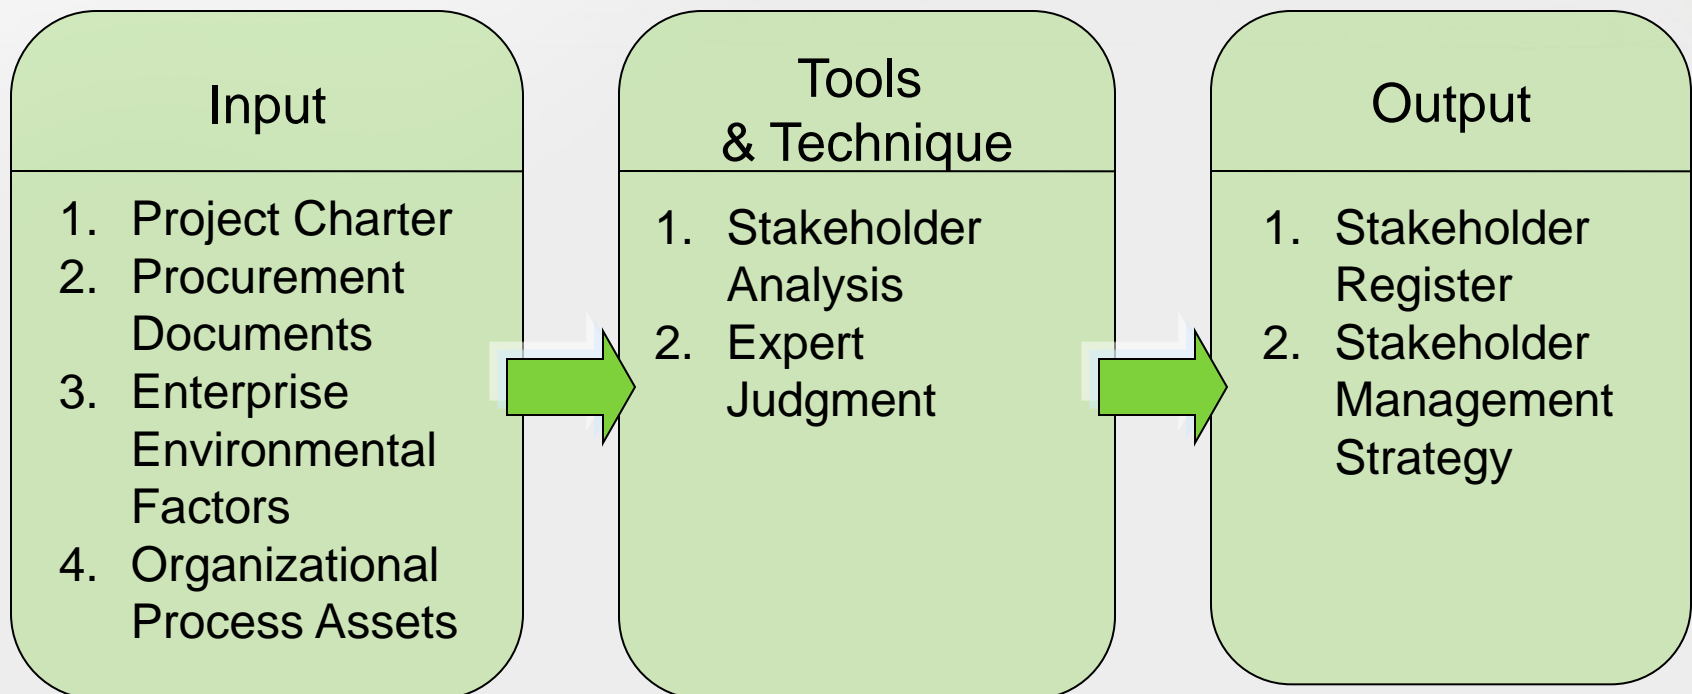 Input
1. Project Charter
2. Procurement
Documents
3. Enterprise
Environmental
Factors
4. Organizational
Process Assets
Tools
& Technique
1. Stakeholder
Analysis
2. Expert
Judgment
Output
1. Stakeholder
Register
2. Stakeholder
Management
Strategy